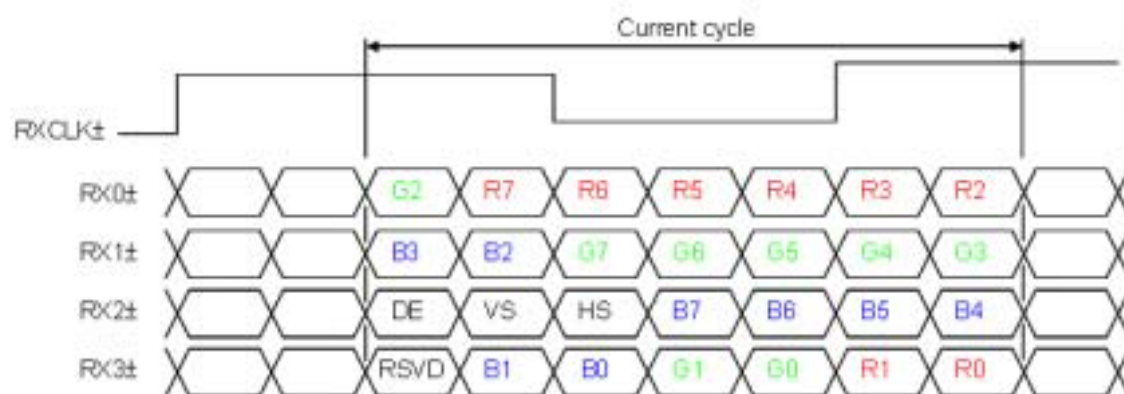 Current cycle
RXCLK±
RX0± G2 R7 R6 R5 R4 R3 R2
RX1± B3 B2 G7 G6 G5 G4 G3
RX2± DE VS HS B7 B6 B5 B4
RX3± RSVD B1 B0 G1 G0 R1 R0